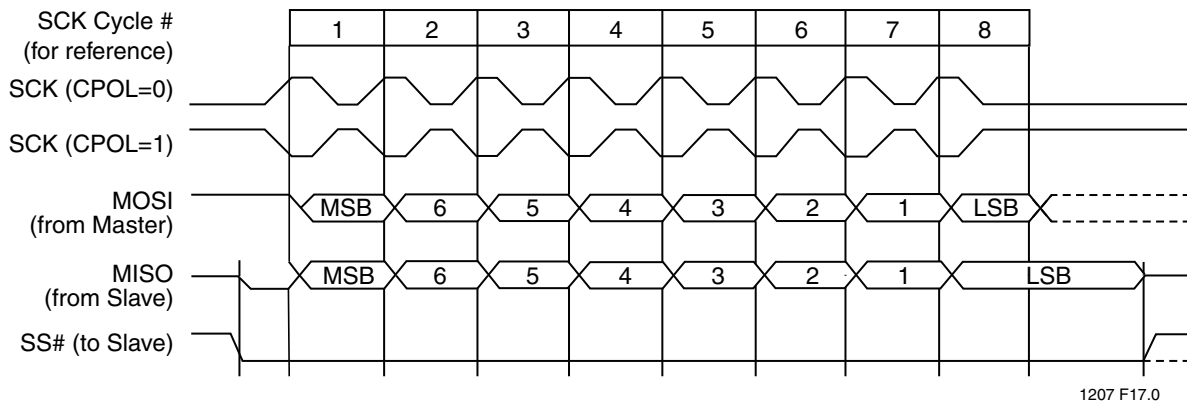 SCK Cycle #
(for reference)
1 2 3 4 5 6 7 8
SCK (CPOL=0)
SCK (CPOL=1)
MOSI
(from Master)
MSB 6 5 4 3 2 1 LSB
MISO
(from Slave)
MSB 6 5 4 3 2 1 LSB
SS# (to Slave)
1207 F17.0